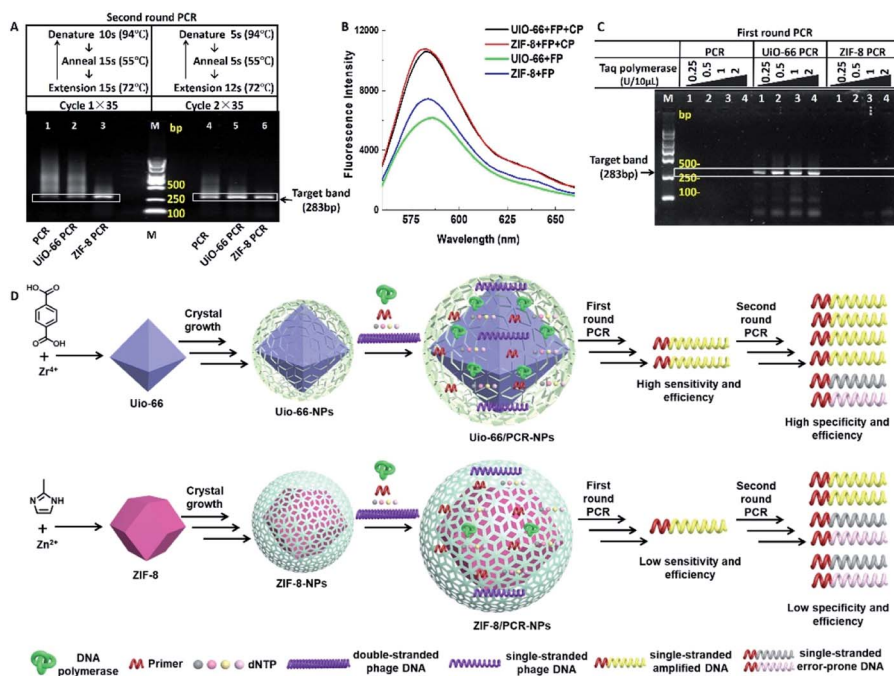 Second round PCR
A
Denature 10s (94℃)
Anneal 15s (55℃)
Extension 15s (72℃)
Cycle 1×35
Denature 5s (94℃)
Anneal 5s (55℃)
Extension 12s (72℃)
Cycle 2×35
1 2 3 M bp 4 5 6
500
250
100
Target band
(283bp)
PCR
UiO-66 PCR
ZIF-8 PCR
M
PCR
UiO-66 PCR
ZIF-8 PCR
B
UIO-66+FP+CP
ZIF-8+FP+CP
UIO-66+FP
ZIF-8+FP
Fluorescence Intensity
12000
9000
6000
3000
0
575 600 625 650
Wavelength (nm)
C
First round PCR
PCR UiO-66 PCR ZIF-8 PCR
Taq polymerase
(U/10μL)
0.25 0.5 1 2 0.25 0.5 1 2 0.25 0.5 1 2
M 1 2 3 4 1 2 3 4 1 2 3 4
bp
500-
250-
100-
Target band
(283bp)
D
HO O
O OH
+
Zr4+
Uio-66
Crystal
growth
Uio-66-NPs
Uio-66/PCR-NPs
First
round
PCR
High sensitivity and
efficiency
Second
round
PCR
High specificity and
efficiency
N NH
+
Zn2+
ZIF-8
Crystal
growth
ZIF-8-NPs
ZIF-8/PCR-NPs
First
round
PCR
Low sensitivity and
efficiency
Second
round
PCR
Low specificity and
efficiency
DNA
polymerase
Primer
dNTP
double-stranded
phage DNA
single-stranded
phage DNA
single-stranded
amplified DNA
single-stranded
error-prone DNA